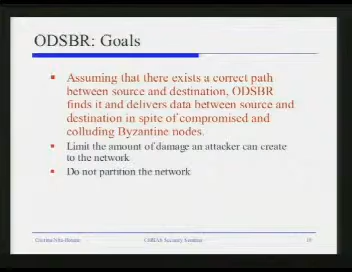 ODSBR: Goals
Assuming that there exists a correct path
between source and destination, ODSBR
finds it and delivers data between source and
destination in spite of compromised and
colluding Byzantine nodes.
Limit the amount of damage an attacker can create
to the network
Do not partition the network
CERIAS Security Seminar